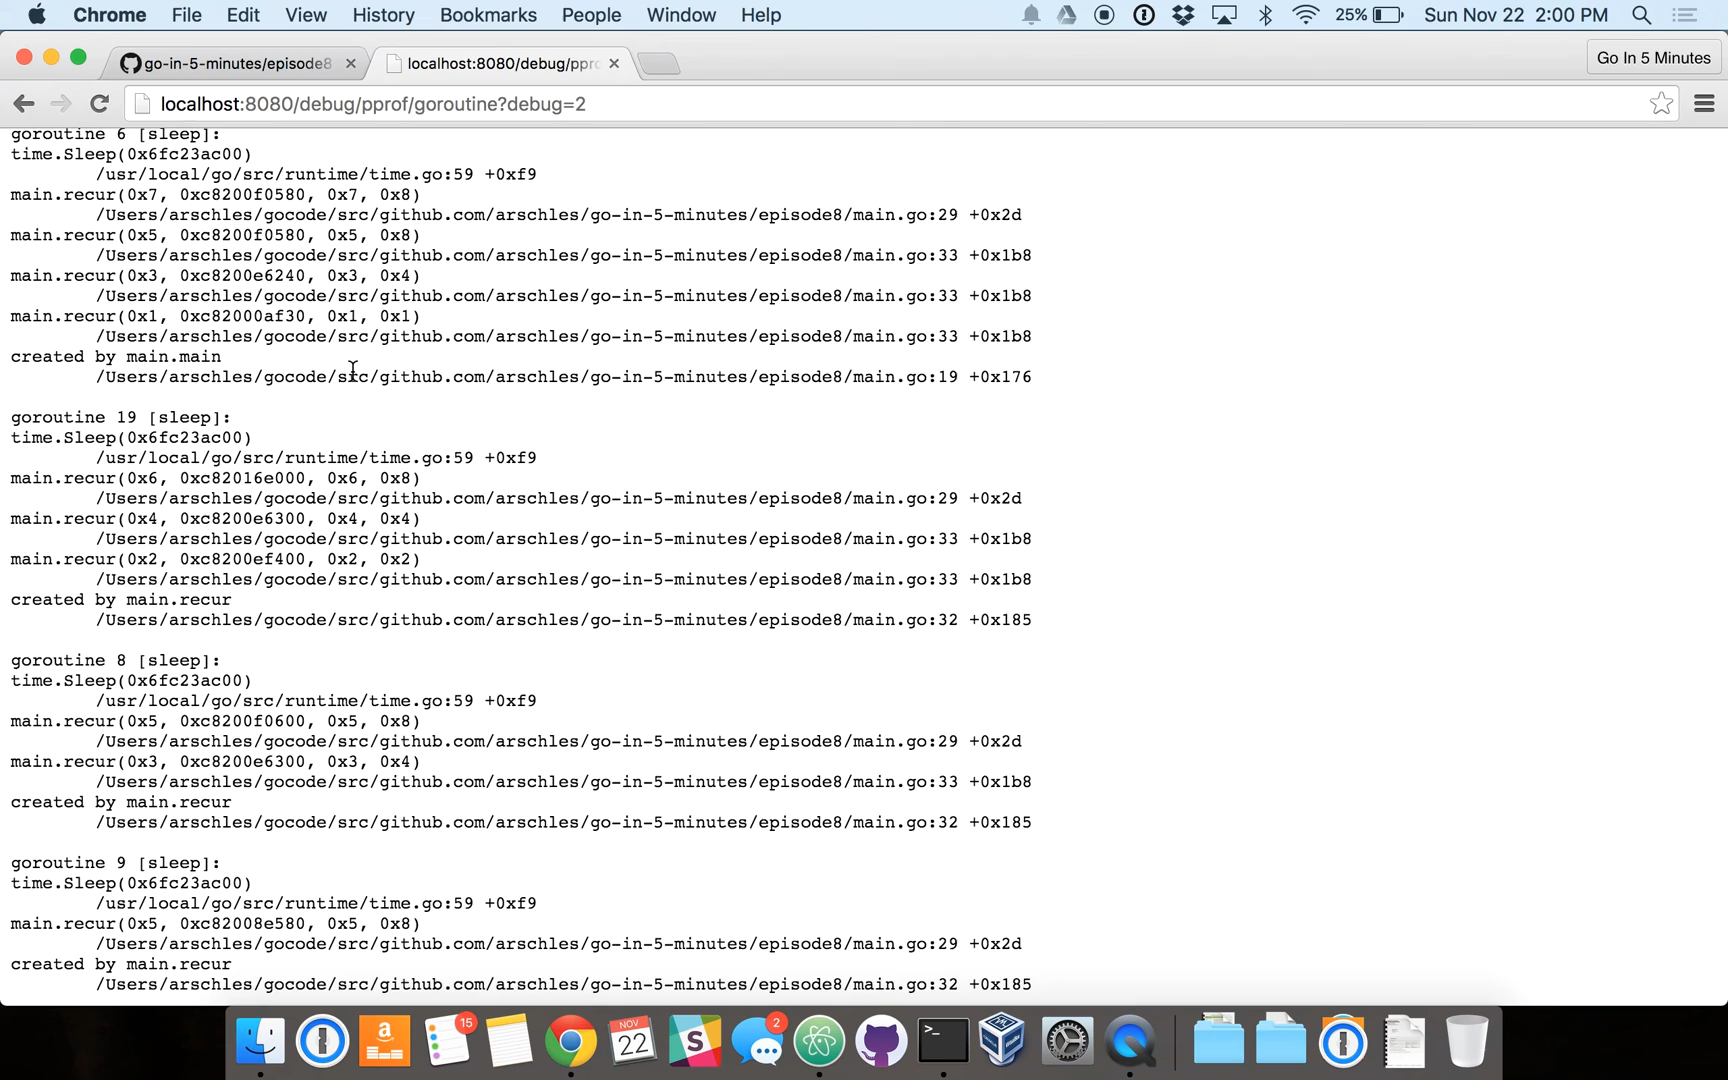 Chrome File Edit View History Bookmarks People Window Help 25% Sun Nov 22 2:00 PM
go-in-5-minutes/episode8 localhost:8080/debug/ppr Go In 5 Minutes
localhost:8080/debug/pprof/goroutine?debug=2
goroutine 6 [sleep]:
time.Sleep(0x6fc23ac00)
/usr/local/go/src/runtime/time.go:59 +0xf9
main.recur(0x7, 0xc8200f0580, 0x7, 0x8)
/Users/arschles/gocode/src/github.com/arschles/go-in-5-minutes/episode8/main.go:29 +0x2d
main.recur(0x5, 0xc8200f0580, 0x5, 0x8)
/Users/arschles/gocode/src/github.com/arschles/go-in-5-minutes/episode8/main.go:33 +0x1b8
main.recur(0x3, 0xc8200e6240, 0x3, 0x4)
/Users/arschles/gocode/src/github.com/arschles/go-in-5-minutes/episode8/main.go:33 +0x1b8
main.recur(0x1, 0xc82000af30, 0x1, 0x1)
/Users/arschles/gocode/src/github.com/arschles/go-in-5-minutes/episode8/main.go:33 +0x1b8
created by main.main
/Users/arschles/gocode/src/github.com/arschles/go-in-5-minutes/episode8/main.go:19 +0x176
goroutine 19 [sleep]:
time.Sleep(0x6fc23ac00)
/usr/local/go/src/runtime/time.go:59 +0xf9
main.recur(0x6, 0xc82016e000, 0x6, 0x8)
/Users/arschles/gocode/src/github.com/arschles/go-in-5-minutes/episode8/main.go:29 +0x2d
main.recur(0x4, 0xc8200e6300, 0x4, 0x4)
/Users/arschles/gocode/src/github.com/arschles/go-in-5-minutes/episode8/main.go:33 +0x1b8
main.recur(0x2, 0xc8200ef400, 0x2, 0x2)
/Users/arschles/gocode/src/github.com/arschles/go-in-5-minutes/episode8/main.go:33 +0x1b8
created by main.recur
/Users/arschles/gocode/src/github.com/arschles/go-in-5-minutes/episode8/main.go:32 +0x185
goroutine 8 [sleep]:
time.Sleep(0x6fc23ac00)
/usr/local/go/src/runtime/time.go:59 +0xf9
main.recur(0x5, 0xc8200f0600, 0x5, 0x8)
/Users/arschles/gocode/src/github.com/arschles/go-in-5-minutes/episode8/main.go:29 +0x2d
main.recur(0x3, 0xc8200e6300, 0x3, 0x4)
/Users/arschles/gocode/src/github.com/arschles/go-in-5-minutes/episode8/main.go:33 +0x1b8
created by main.recur
/Users/arschles/gocode/src/github.com/arschles/go-in-5-minutes/episode8/main.go:32 +0x185
goroutine 9 [sleep]:
time.Sleep(0x6fc23ac00)
/usr/local/go/src/runtime/time.go:59 +0xf9
main.recur(0x5, 0xc82008e580, 0x5, 0x8)
/Users/arschles/gocode/src/github.com/arschles/go-in-5-minutes/episode8/main.go:29 +0x2d
created by main.recur
/Users/arschles/gocode/src/github.com/arschles/go-in-5-minutes/episode8/main.go:32 +0x185
15 NOV 2
22